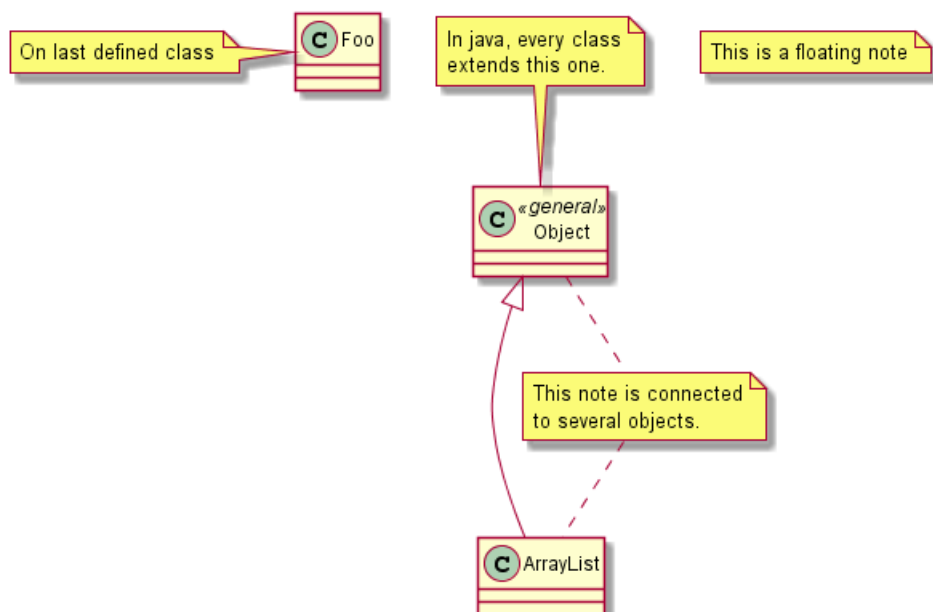 On last defined class
C Foo
In java, every class
extends this one.
This is a floating note
C «general»
Object
This note is connected
to several objects.
C ArrayList